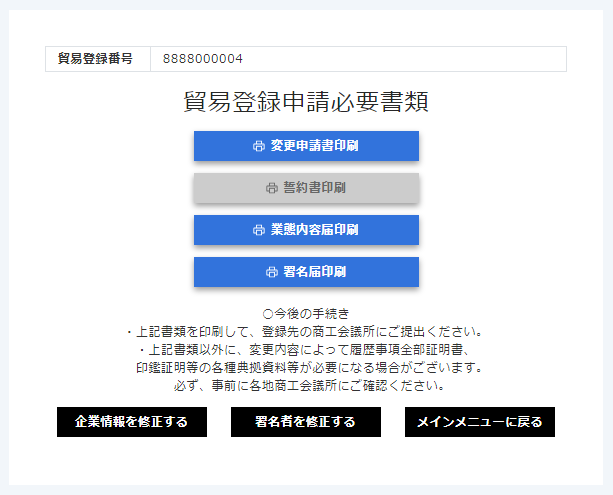 貿易登録番号 8888000004
貿易登録申請必要書類
変更申請書印刷
誓約書印刷
業態内容届印刷
署名届印刷
○今後の手続き
・上記書類を印刷して、登録先の商工会議所にご提出ください。
・上記書類以外に、変更内容によって履歴事項全部証明書、
印鑑証明等の各種典拠資料等が必要になる場合がございます。
必ず、事前に各地商工会議所にご確認ください。
企業情報を修正する 署名者を修正する メインメニューに戻る